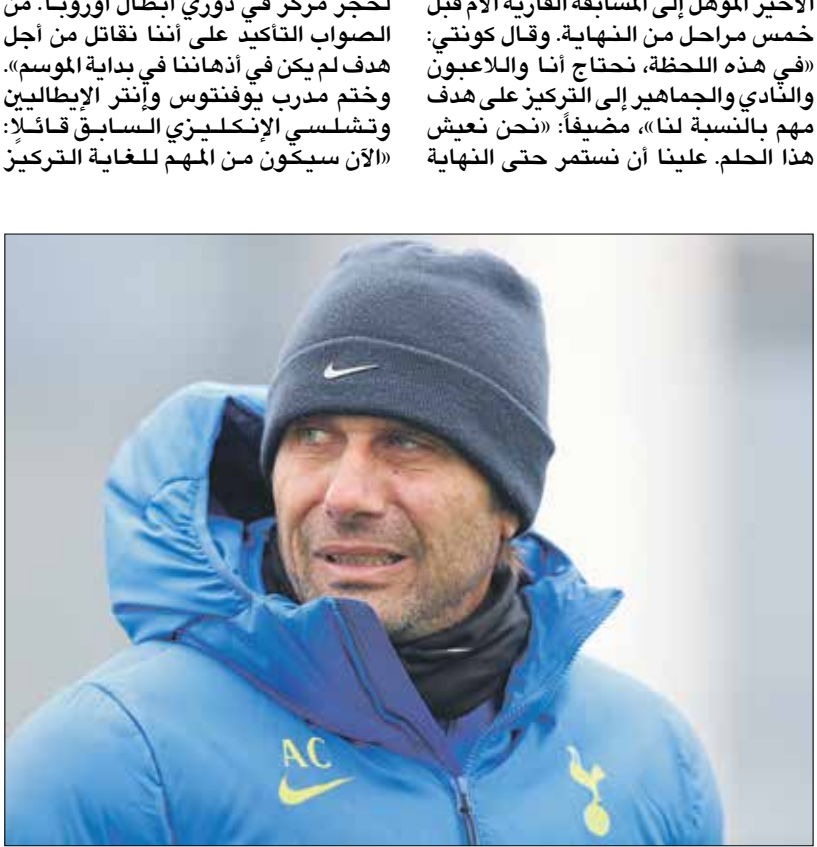 الأخير المؤهل إلى المسابقة القارية الأم قبل
خمس مراحل من النهاية. وقال كونتي:
«في هذه اللحظة، نحتاج أنا واللاعبون
والنادي والجماهير إلى التركيز على هدف
مهم بالنسبة لنا»، مضيفاً: «نحن نعيش
هذا الحلم. علينا أن نستمر حتى النهاية
لحجز مركز في دوري أبطال أوروبا. من
الصواب التأكيد على أننا نقاتل من أجل
هدف لم يكن في أذهاننا في بداية الموسم».
وختم مدرب يوفنتوس وإنتر الإيطاليين
وتشلسي الإنكليزي السابق قائلاً:
«الآن سيكون من المهم للغاية التركيز
AC